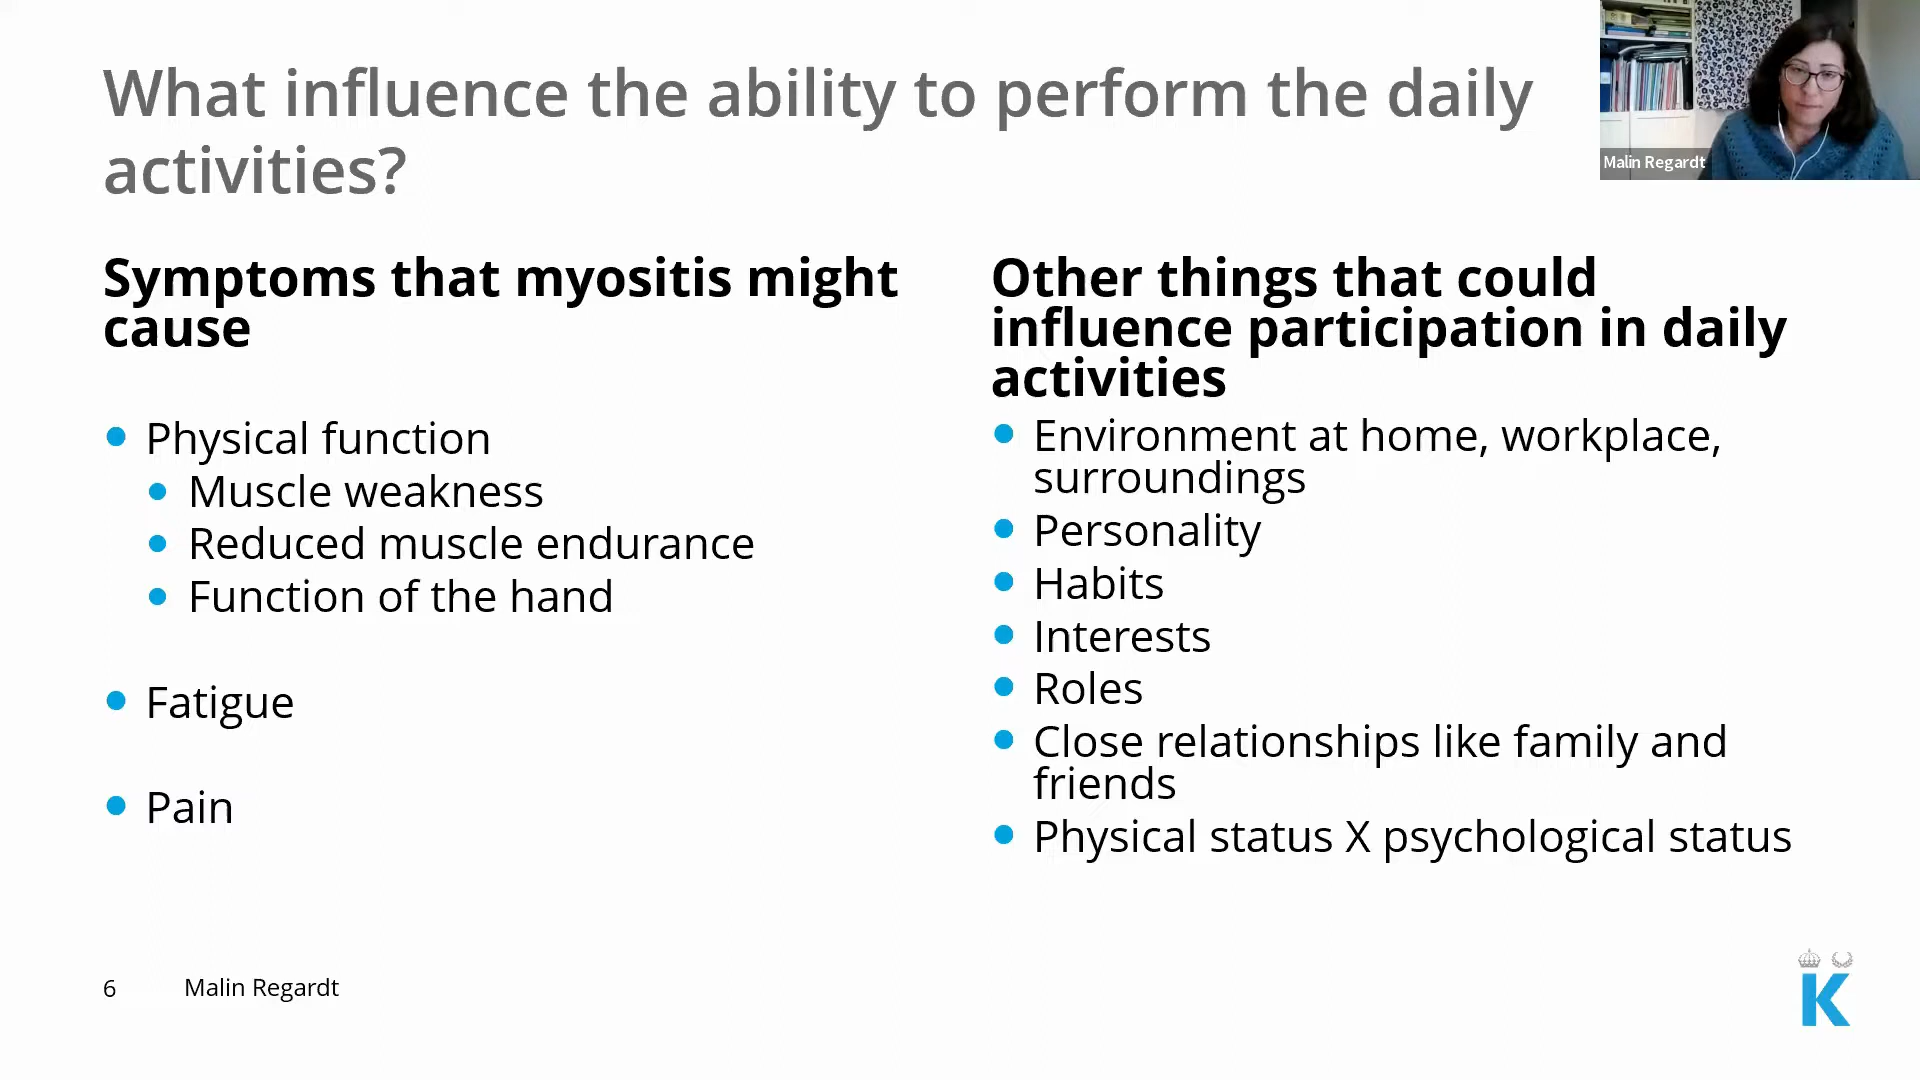 What influence the ability to perform the daily
activities?
Malin Regardt
Symptoms that myositis might
cause
Physical function
Muscle weakness
Reduced muscle endurance
Function of the hand
Fatigue
Pain
Other things that could
influence participation in daily
activities
Environment at home, workplace,
surroundings
Personality
Habits
Interests
Roles
Close relationships like family and
friends
Physical status X psychological status
6 Malin Regardt
K